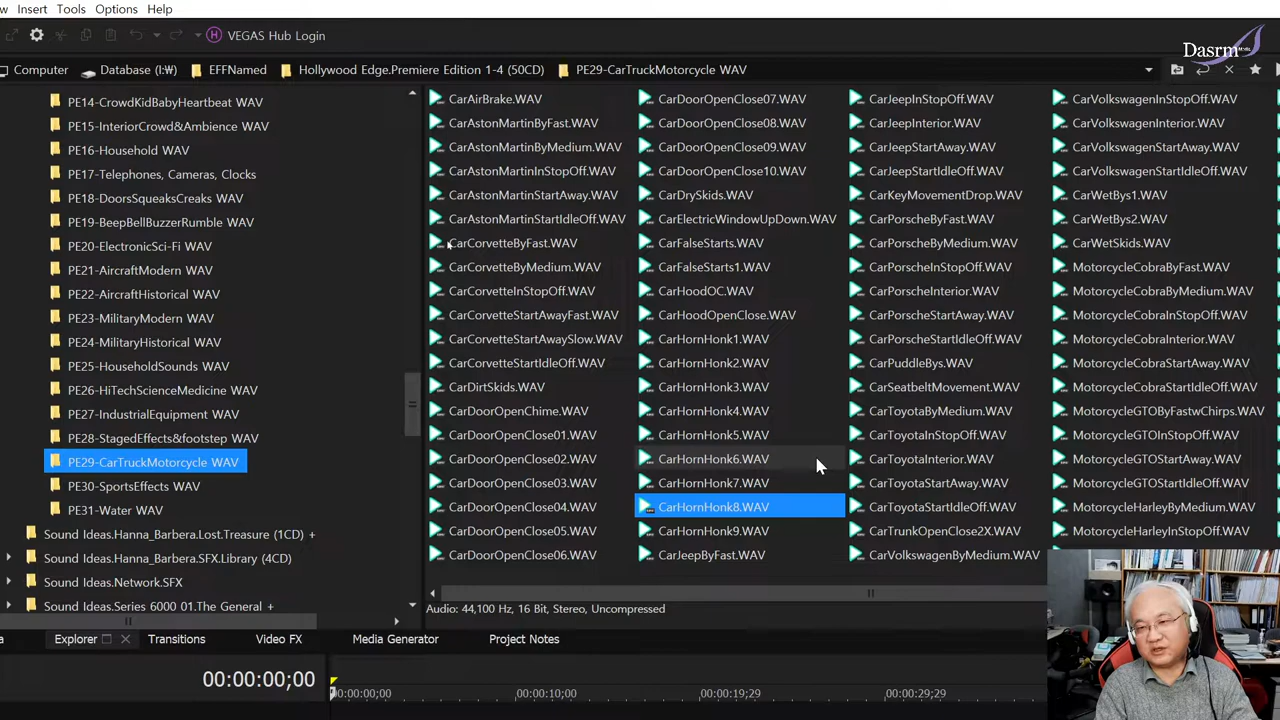 w Insert Tools Options Help
VEGAS Hub Login
Dasrm Media
Computer Database (I:₩) EFFNamed Hollywood Edge.Premiere Edition 1-4 (50CD) PE29-CarTruckMotorcycle WAV
PE14-CrowdKidBabyHeartbeat WAV
PE15-InteriorCrowd&Ambience WAV
PE16-Household WAV
PE17-Telephones, Cameras, Clocks
PE18-DoorsSqueaksCreaks WAV
PE19-BeepBellBuzzerRumble WAV
PE20-ElectronicSci-Fi WAV
PE21-AircraftModern WAV
PE22-AircraftHistorical WAV
PE23-MilitaryModern WAV
PE24-MilitaryHistorical WAV
PE25-HouseholdSounds WAV
PE26-HiTechScienceMedicine WAV
PE27-IndustrialEquipment WAV
PE28-StagedEffects&footstep WAV
PE29-CarTruckMotorcycle WAV
PE30-SportsEffects WAV
PE31-Water WAV
Sound Ideas.Hanna_Barbera.Lost.Treasure (1CD) +
Sound Ideas.Hanna_Barbera.SFX.Library (4CD)
Sound Ideas.Network.SFX
Sound Ideas.Series 6000 01.The General +
CarAirBrake.WAV
CarAstonMartinByFast.WAV
CarAstonMartinByMedium.WAV
CarAstonMartinInStopOff.WAV
CarAstonMartinStartAway.WAV
CarAstonMartinStartIdleOff.WAV
CarCorvetteByFast.WAV
CarCorvetteByMedium.WAV
CarCorvetteInStopOff.WAV
CarCorvetteStartAwayFast.WAV
CarCorvetteStartAwaySlow.WAV
CarCorvetteStartIdleOff.WAV
CarDirtSkids.WAV
CarDoorOpenChime.WAV
CarDoorOpenClose01.WAV
CarDoorOpenClose02.WAV
CarDoorOpenClose03.WAV
CarDoorOpenClose04.WAV
CarDoorOpenClose05.WAV
CarDoorOpenClose06.WAV
CarDoorOpenClose07.WAV
CarDoorOpenClose08.WAV
CarDoorOpenClose09.WAV
CarDoorOpenClose10.WAV
CarDrySkids.WAV
CarElectricWindowUpDown.WAV
CarFalseStarts.WAV
CarFalseStarts1.WAV
CarHoodOC.WAV
CarHoodOpenClose.WAV
CarHornHonk1.WAV
CarHornHonk2.WAV
CarHornHonk3.WAV
CarHornHonk4.WAV
CarHornHonk5.WAV
CarHornHonk6.WAV
CarHornHonk7.WAV
CarHornHonk8.WAV
CarHornHonk9.WAV
CarJeepByFast.WAV
CarJeepInStopOff.WAV
CarJeepInterior.WAV
CarJeepStartAway.WAV
CarJeepStartIdleOff.WAV
CarKeyMovementDrop.WAV
CarPorscheByFast.WAV
CarPorscheByMedium.WAV
CarPorscheInStopOff.WAV
CarPorscheInterior.WAV
CarPorscheStartAway.WAV
CarPorscheStartIdleOff.WAV
CarPuddleBys.WAV
CarSeatbeltMovement.WAV
CarToyotaByMedium.WAV
CarToyotaInStopOff.WAV
CarToyotaInterior.WAV
CarToyotaStartAway.WAV
CarToyotaStartIdleOff.WAV
CarTrunkOpenClose2X.WAV
CarVolkswagenByMedium.WAV
CarVolkswagenInStopOff.WAV
CarVolkswagenInterior.WAV
CarVolkswagenStartAway.WAV
CarVolkswagenStartIdleOff.WAV
CarWetBys1.WAV
CarWetBys2.WAV
CarWetSkids.WAV
MotorcycleCobraByFast.WAV
MotorcycleCobraByMedium.WAV
MotorcycleCobraInStopOff.WAV
MotorcycleCobraInterior.WAV
MotorcycleCobraStartAway.WAV
MotorcycleCobraStartIdleOff.WAV
MotorcycleGTOByFastwChirps.WAV
MotorcycleGTOInStopOff.WAV
MotorcycleGTOStartAway.WAV
MotorcycleGTOStartIdleOff.WAV
MotorcycleHarleyByMedium.WAV
MotorcycleHarleyInStopOff.WAV
Audio: 44,100 Hz, 16 Bit, Stereo, Uncompressed
a Explorer Transitions Video FX Media Generator Project Notes
00:00:00;00
00:00:00;00 00:00:10;00 00:00:19;29 00:00:29;29